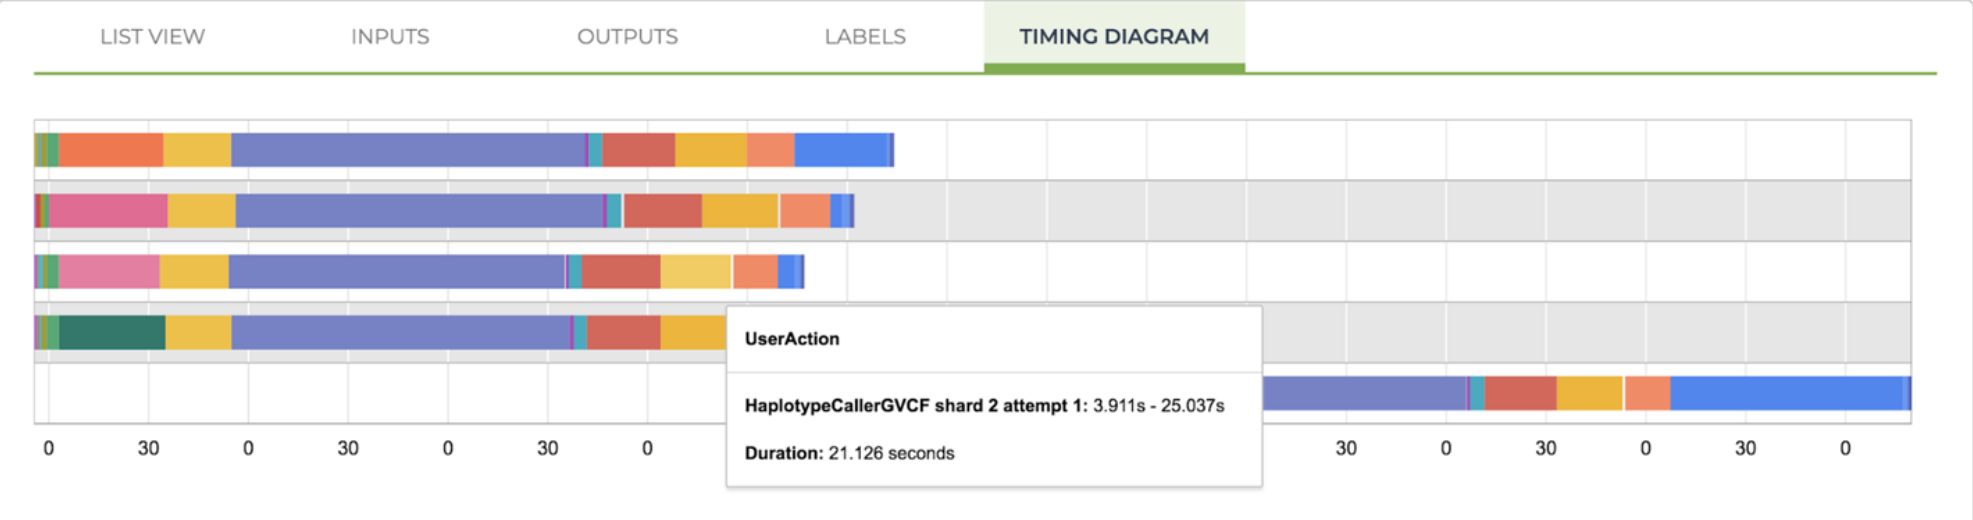 LIST VIEW INPUTS OUTPUTS LABELS TIMING DIAGRAM
UserAction
HaplotypeCallerGVCF shard 2 attempt 1: 3.911s - 25.037s
Duration: 21.126 seconds
0 30 0 30 0 30 0 30 0 30 0 30 0